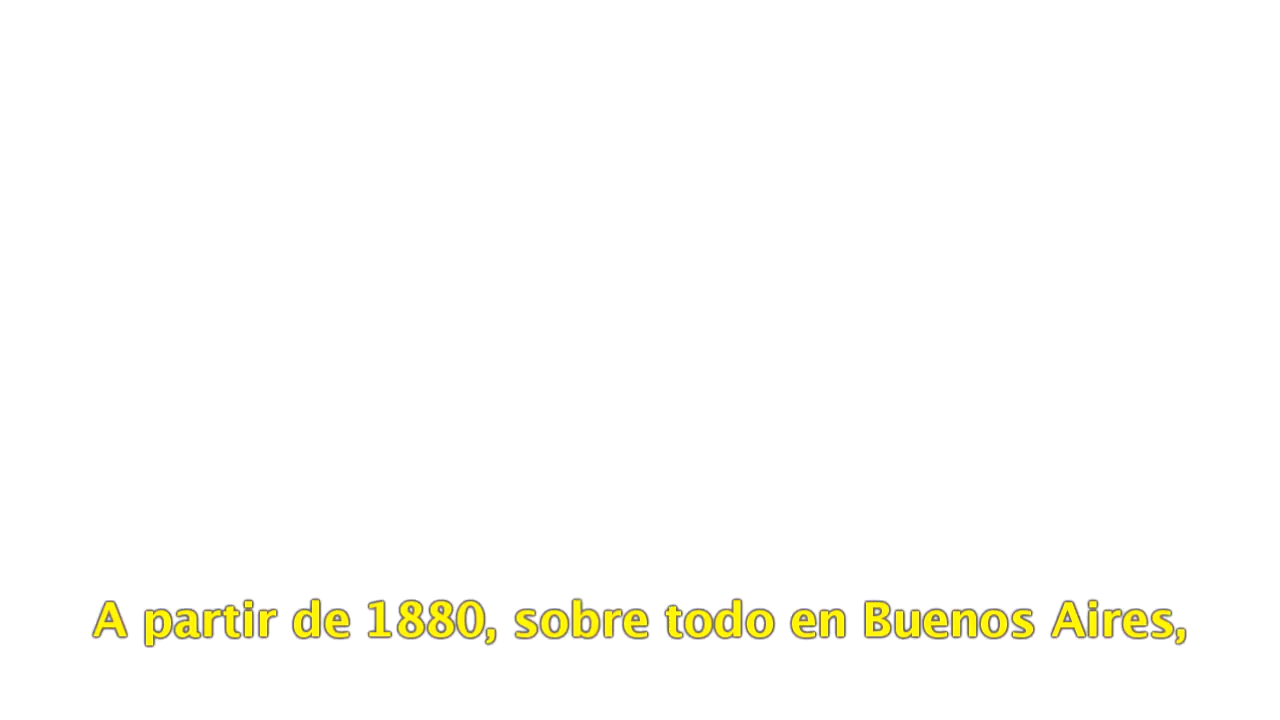 A partir de 1880, sobre todo en Buenos Aires,